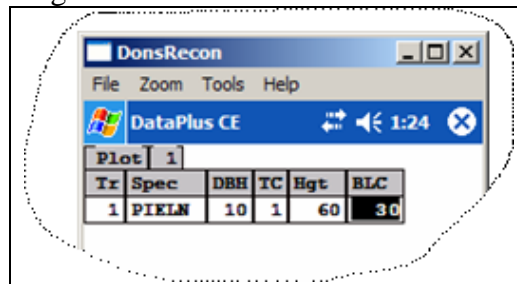 DonsRecon
File Zoom Tools Help
DataPlus CE 1:24
Plot 1
Tr Spec DBH TC Hgt BLC
1 PIELN 10 1 60 30